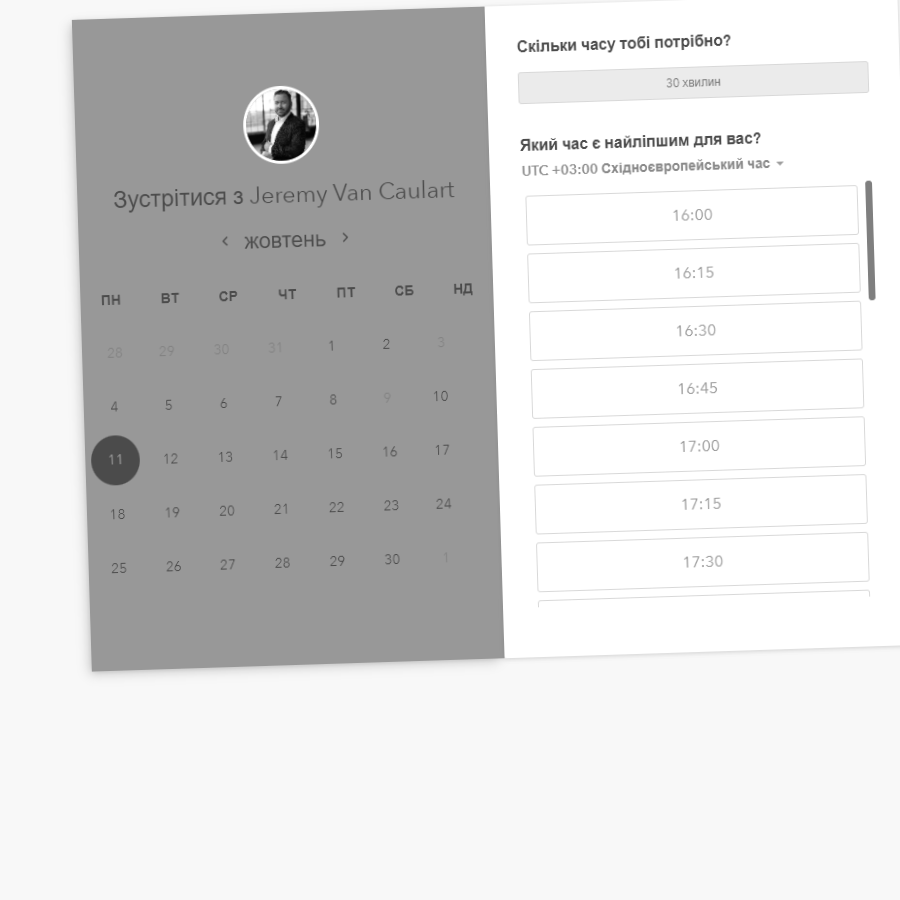 Зустрітися з Jeremy Van Caulart
‹ жовтень ›
ПН ВТ СР ЧТ ПТ СБ НД
28 29 30 31 1 2 3
4 5 6 7 8 9 10
11 12 13 14 15 16 17
18 19 20 21 22 23 24
25 26 27 28 29 30 1
Скільки часу тобі потрібно?
30 хвилин
Який час є найліпшим для вас?
UTC +03:00 Східноєвропейський час
16:00
16:15
16:30
16:45
17:00
17:15
17:30